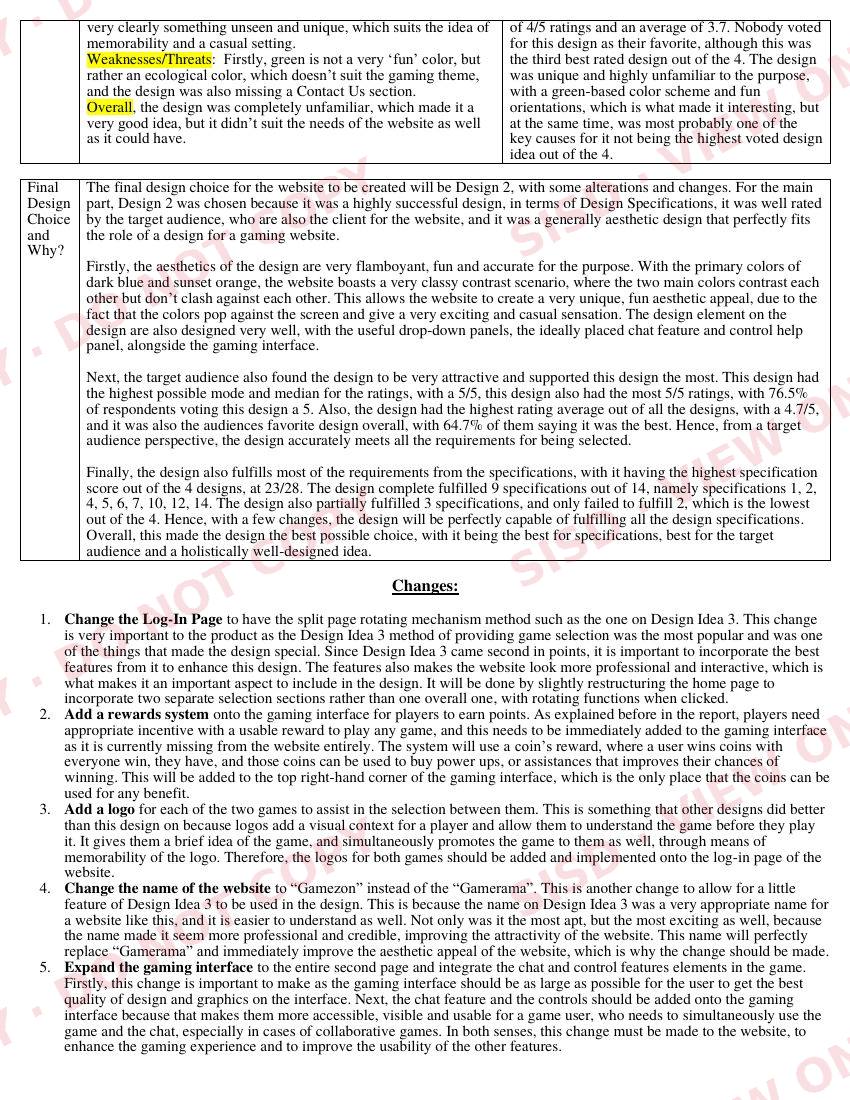 very clearly something unseen and unique, which suits the idea of
memorability and a casual setting.
Weaknesses/Threats:  Firstly, green is not a very ‘fun’ color, but
rather an ecological color, which doesn’t suit the gaming theme,
and the design was also missing a Contact Us section.
Overall, the design was completely unfamiliar, which made it a
very good idea, but it didn’t suit the needs of the website as well
as it could have.
of 4/5 ratings and an average of 3.7. Nobody voted
for this design as their favorite, although this was
the third best rated design out of the 4. The design
was unique and highly unfamiliar to the purpose,
with a green-based color scheme and fun
orientations, which is what made it interesting, but
at the same time, was most probably one of the
key causes for it not being the highest voted design
idea out of the 4.
Final
Design
Choice
and
Why?
The final design choice for the website to be created will be Design 2, with some alterations and changes. For the main
part, Design 2 was chosen because it was a highly successful design, in terms of Design Specifications, it was well rated
by the target audience, who are also the client for the website, and it was a generally aesthetic design that perfectly fits
the role of a design for a gaming website.
Firstly, the aesthetics of the design are very flamboyant, fun and accurate for the purpose. With the primary colors of
dark blue and sunset orange, the website boasts a very classy contrast scenario, where the two main colors contrast each
other but don’t clash against each other. This allows the website to create a very unique, fun aesthetic appeal, due to the
fact that the colors pop against the screen and give a very exciting and casual sensation. The design element on the
design are also designed very well, with the useful drop-down panels, the ideally placed chat feature and control help
panel, alongside the gaming interface.
Next, the target audience also found the design to be very attractive and supported this design the most. This design had
the highest possible mode and median for the ratings, with a 5/5, this design also had the most 5/5 ratings, with 76.5%
of respondents voting this design a 5. Also, the design had the highest rating average out of all the designs, with a 4.7/5,
and it was also the audiences favorite design overall, with 64.7% of them saying it was the best. Hence, from a target
audience perspective, the design accurately meets all the requirements for being selected.
Finally, the design also fulfills most of the requirements from the specifications, with it having the highest specification
score out of the 4 designs, at 23/28. The design complete fulfilled 9 specifications out of 14, namely specifications 1, 2,
4, 5, 6, 7, 10, 12, 14. The design also partially fulfilled 3 specifications, and only failed to fulfill 2, which is the lowest
out of the 4. Hence, with a few changes, the design will be perfectly capable of fulfilling all the design specifications.
Overall, this made the design the best possible choice, with it being the best for specifications, best for the target
audience and a holistically well-designed idea.
Changes:
1. Change the Log-In Page to have the split page rotating mechanism method such as the one on Design Idea 3. This change
is very important to the product as the Design Idea 3 method of providing game selection was the most popular and was one
of the things that made the design special. Since Design Idea 3 came second in points, it is important to incorporate the best
features from it to enhance this design. The features also makes the website look more professional and interactive, which is
what makes it an important aspect to include in the design. It will be done by slightly restructuring the home page to
incorporate two separate selection sections rather than one overall one, with rotating functions when clicked.
2. Add a rewards system onto the gaming interface for players to earn points. As explained before in the report, players need
appropriate incentive with a usable reward to play any game, and this needs to be immediately added to the gaming interface
as it is currently missing from the website entirely. The system will use a coin’s reward, where a user wins coins with
everyone win, they have, and those coins can be used to buy power ups, or assistances that improves their chances of
winning. This will be added to the top right-hand corner of the gaming interface, which is the only place that the coins can be
used for any benefit.
3. Add a logo for each of the two games to assist in the selection between them. This is something that other designs did better
than this design on because logos add a visual context for a player and allow them to understand the game before they play
it. It gives them a brief idea of the game, and simultaneously promotes the game to them as well, through means of
memorability of the logo. Therefore, the logos for both games should be added and implemented onto the log-in page of the
website.
4. Change the name of the website to “Gamezon” instead of the “Gamerama”. This is another change to allow for a little
feature of Design Idea 3 to be used in the design. This is because the name on Design Idea 3 was a very appropriate name for
a website like this, and it is easier to understand as well. Not only was it the most apt, but the most exciting as well, because
the name made it seem more professional and credible, improving the attractivity of the website. This name will perfectly
replace “Gamerama” and immediately improve the aesthetic appeal of the website, which is why the change should be made.
5. Expand the gaming interface to the entire second page and integrate the chat and control features elements in the game.
Firstly, this change is important to make as the gaming interface should be as large as possible for the user to get the best
quality of design and graphics on the interface. Next, the chat feature and the controls should be added onto the gaming
interface because that makes them more accessible, visible and usable for a game user, who needs to simultaneously use the
game and the chat, especially in cases of collaborative games. In both senses, this change must be made to the website, to
enhance the gaming experience and to improve the usability of the other features.
SISD · VIEW ON
Y · DO NOT COPY
SISD · VIEW ON
Y · DO NOT COPY
SISD · VIEW ON
Y · DO NOT COPY